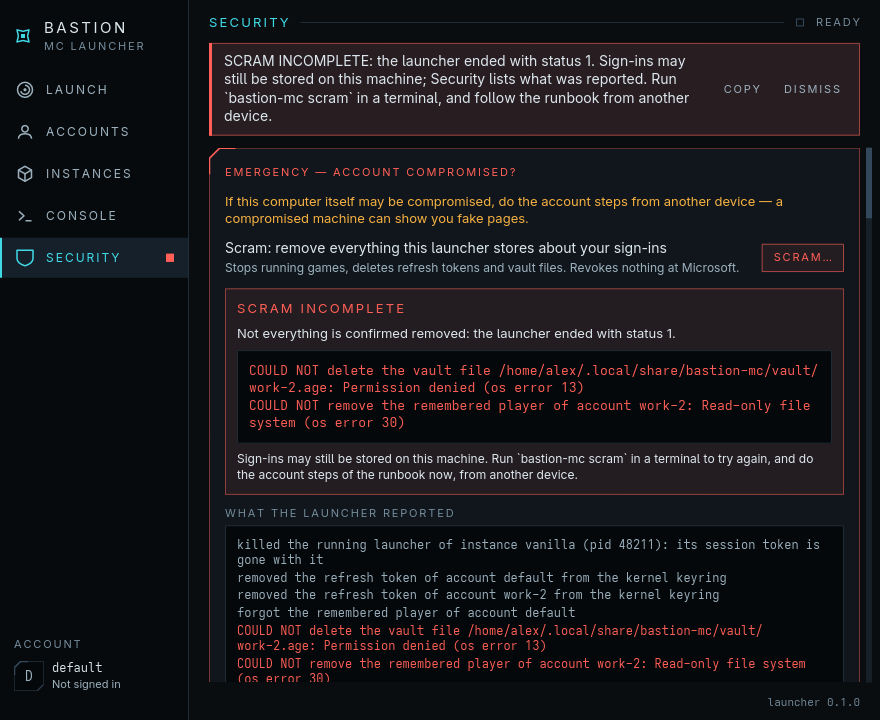 BASTION
MC LAUNCHER
LAUNCH
ACCOUNTS
INSTANCES
CONSOLE
SECURITY
ACCOUNT
D
default
Not signed in
SECURITY
READY
SCRAM INCOMPLETE: the launcher ended with status 1. Sign-ins may
still be stored on this machine; Security lists what was reported. Run
`bastion-mc scram` in a terminal, and follow the runbook from another
device.
COPY
DISMISS
EMERGENCY — ACCOUNT COMPROMISED?
If this computer itself may be compromised, do the account steps from another device — a
compromised machine can show you fake pages.
Scram: remove everything this launcher stores about your sign-ins
Stops running games, deletes refresh tokens and vault files. Revokes nothing at Microsoft.
SCRAM…
SCRAM INCOMPLETE
Not everything is confirmed removed: the launcher ended with status 1.
COULD NOT delete the vault file /home/alex/.local/share/bastion-mc/vault/
work-2.age: Permission denied (os error 13)
COULD NOT remove the remembered player of account work-2: Read-only file
system (os error 30)
Sign-ins may still be stored on this machine. Run `bastion-mc scram` in a terminal to try again, and do
the account steps of the runbook now, from another device.
WHAT THE LAUNCHER REPORTED
killed the running launcher of instance vanilla (pid 48211): its session token is
gone with it
removed the refresh token of account default from the kernel keyring
removed the refresh token of account work-2 from the kernel keyring
forgot the remembered player of account default
COULD NOT delete the vault file /home/alex/.local/share/bastion-mc/vault/
work-2.age: Permission denied (os error 13)
COULD NOT remove the remembered player of account work-2: Read-only file system
(os error 30)
launcher 0.1.0